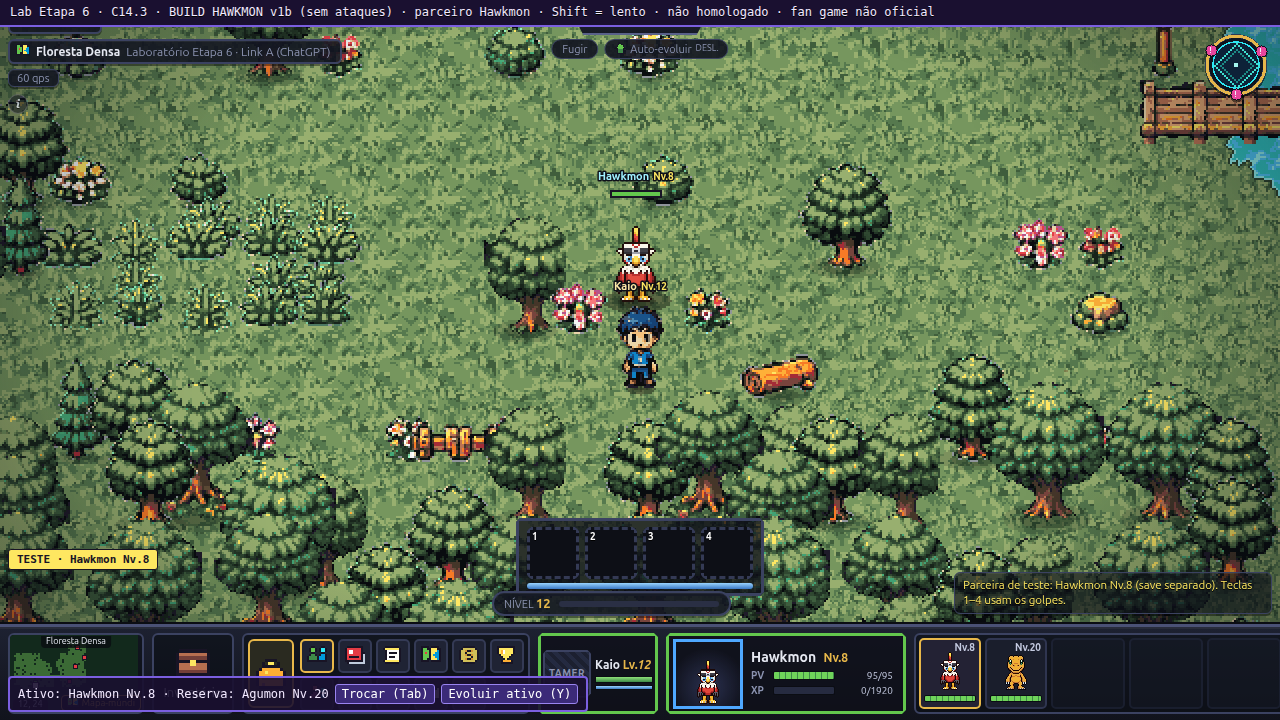 Lab Etapa 6 · C14.3 · BUILD HAWKMON v1b (sem ataques) · parceiro Hawkmon · Shift = lento · não homologado · fan game não oficial
Floresta Densa Laboratório Etapa 6 · Link A (ChatGPT)
Fugir
Auto-evoluir DESL.
60 qps
i
Hawkmon Nv.8
Kaio Nv.12
1 2 3 4
TESTE · Hawkmon Nv.8
NÍVEL 12
Parceira de teste: Hawkmon Nv.8 (save separado). Teclas
1–4 usam os golpes.
Floresta Densa
TAMER
Kaio Lv.12
Hawkmon Nv.8
PV 95/95
XP 0/1920
Nv.8
Nv.20
Ativo: Hawkmon Nv.8 · Reserva: Agumon Nv.20 Trocar (Tab) Evoluir ativo (Y)